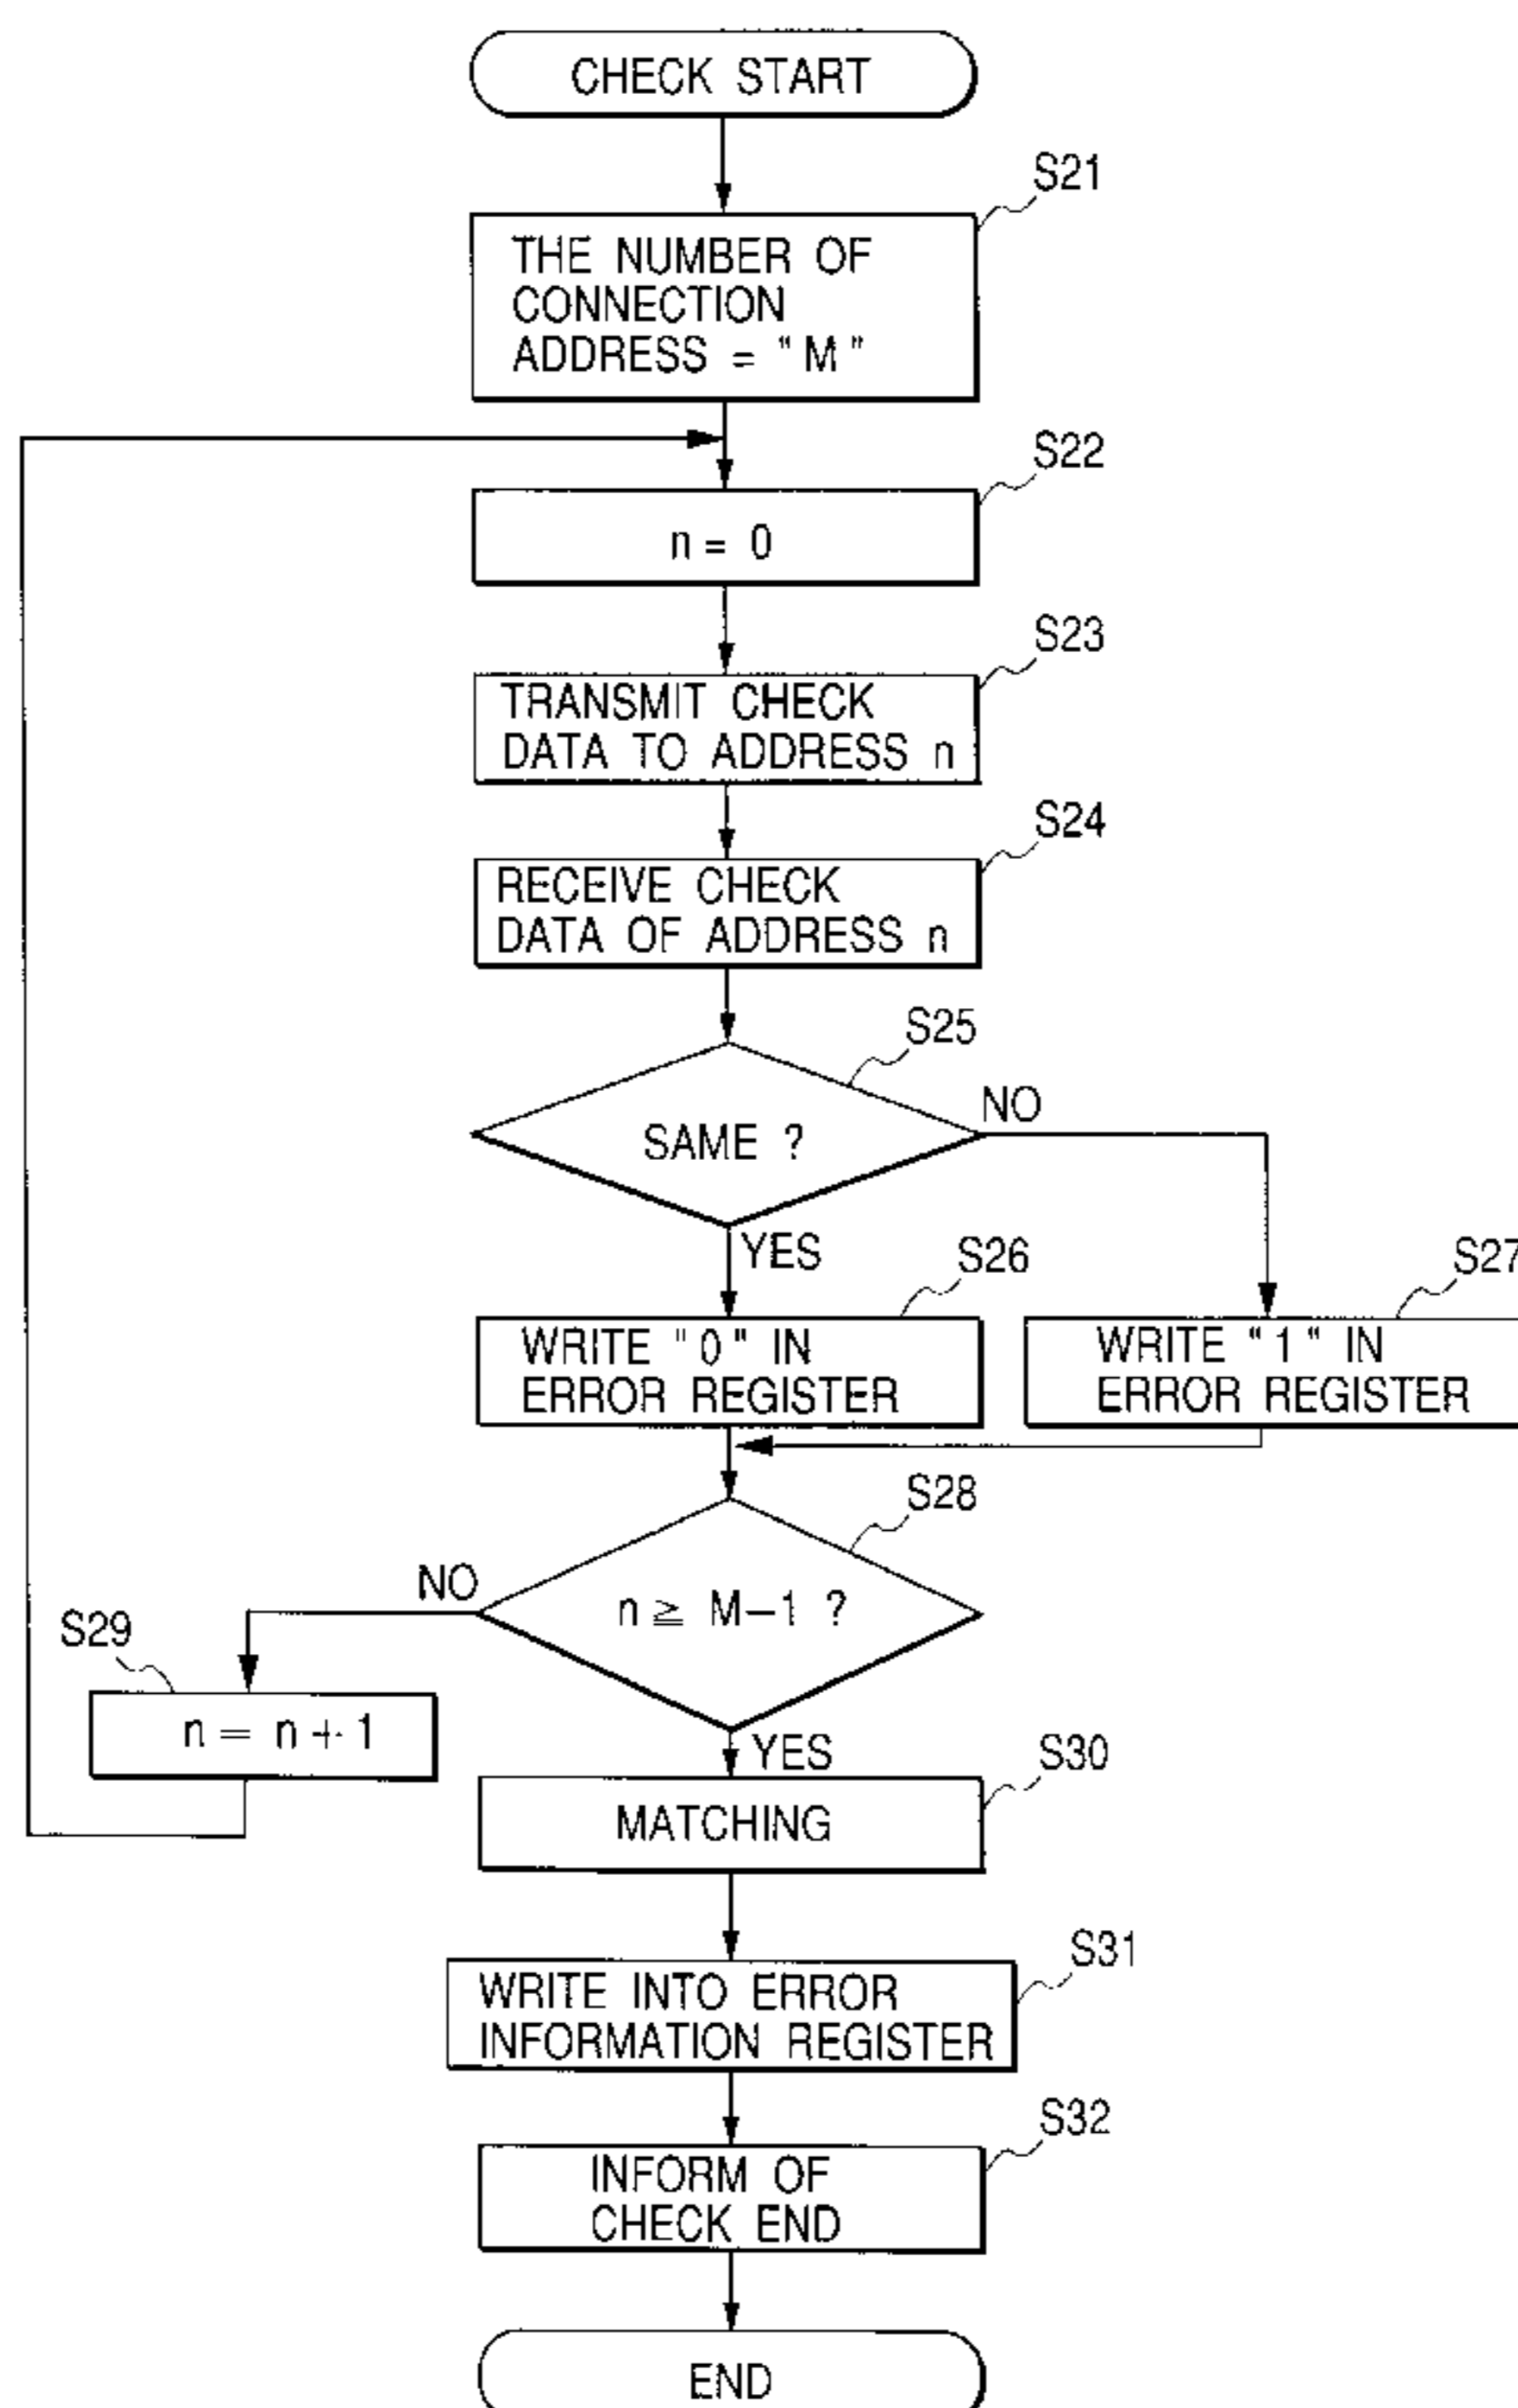 CHECK START
S21
THE NUMBER OF
CONNECTION
ADDRESS = "M"
S22
n = 0
S23
TRANSMIT CHECK
DATA TO ADDRESS n
S24
RECEIVE CHECK
DATA OF ADDRESS n
S25
SAME ?
NO
YES
S26
WRITE "0" IN
ERROR REGISTER
S27
WRITE "1" IN
ERROR REGISTER
S28
n ≧ M−1 ?
NO
S29
n = n + 1
YES
S30
MATCHING
S31
WRITE INTO ERROR
INFORMATION REGISTER
S32
INFORM OF
CHECK END
END